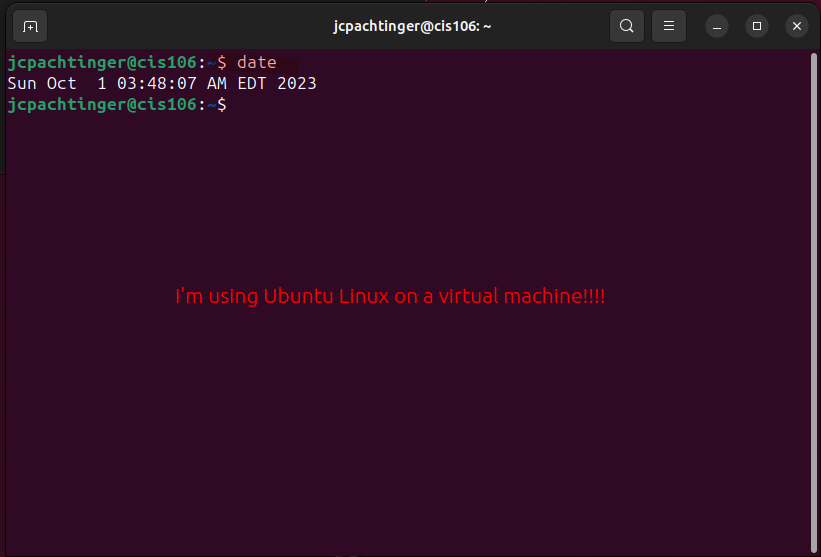 jcpachtinger@cis106: ~
jcpachtinger@cis106:~$ date
Sun Oct  1 03:48:07 AM EDT 2023
jcpachtinger@cis106:~$
I'm using Ubuntu Linux on a virtual machine!!!!